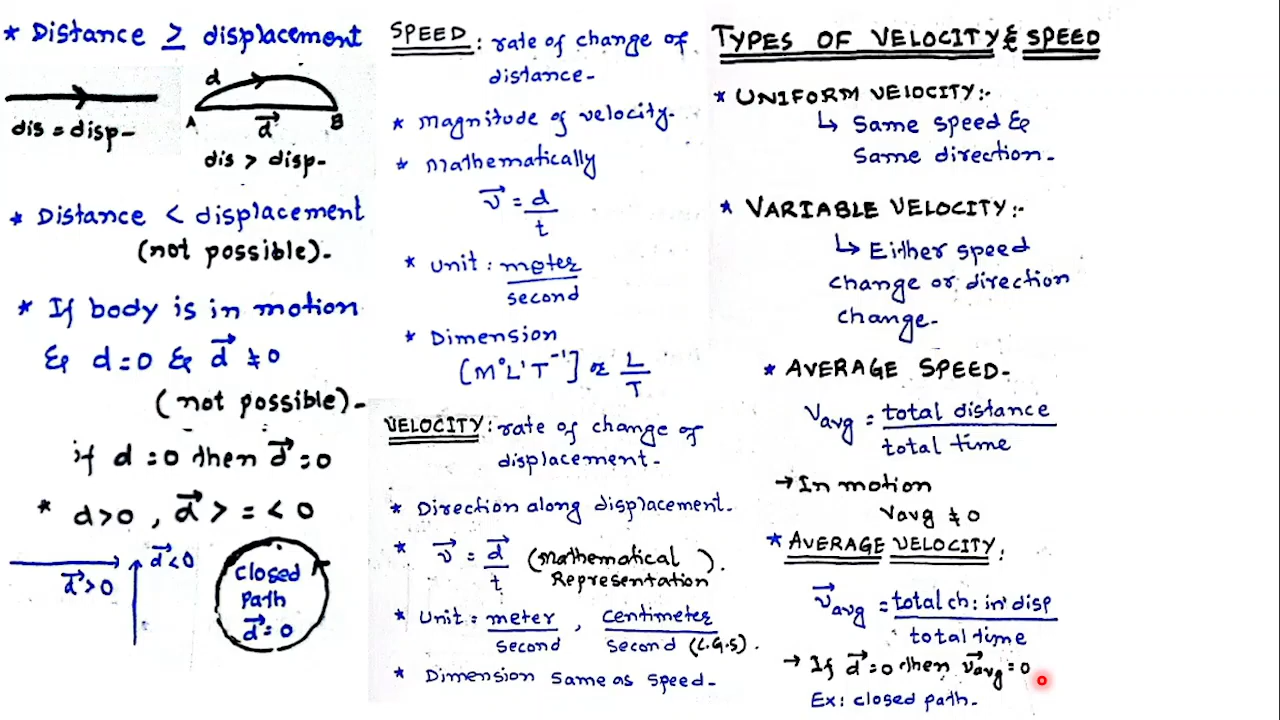 * Distance ≥ displacement
dis = disp-
d
A
d⃗
B
dis > disp-
* Distance < displacement
(not possible)-
* If body is in motion
& d=0 & d⃗ ≠ 0
(not possible)-
if d=0 then d⃗=0
* d>0, d⃗ > = < 0
d⃗>0
d⃗<0
closed
path
d⃗=0
SPEED: rate of change of
distance-
* Magnitude of velocity-
* Mathematically
v⃗ = d/t
* Unit: meter/second
* Dimension
[M⁰L¹T⁻¹] or L/T
VELOCITY: rate of change of
displacement-
* Direction along displacement.
* v⃗ = d⃗/t (Mathematical Representation).
* Unit: meter/second, centimeter/second (C.G.S).
* Dimension same as speed-
TYPES OF VELOCITY & SPEED
* UNIFORM VELOCITY:-
↳ Same speed &
Same direction-
* VARIABLE VELOCITY:-
↳ Either speed
change or direction
change-
* AVERAGE SPEED-
Vavg = total distance/total time
→ In motion
Vavg ≠ 0
* AVERAGE VELOCITY:
v⃗avg = total ch: in disp/total time
→ If d⃗=0 then v⃗avg=0
Ex: closed path-